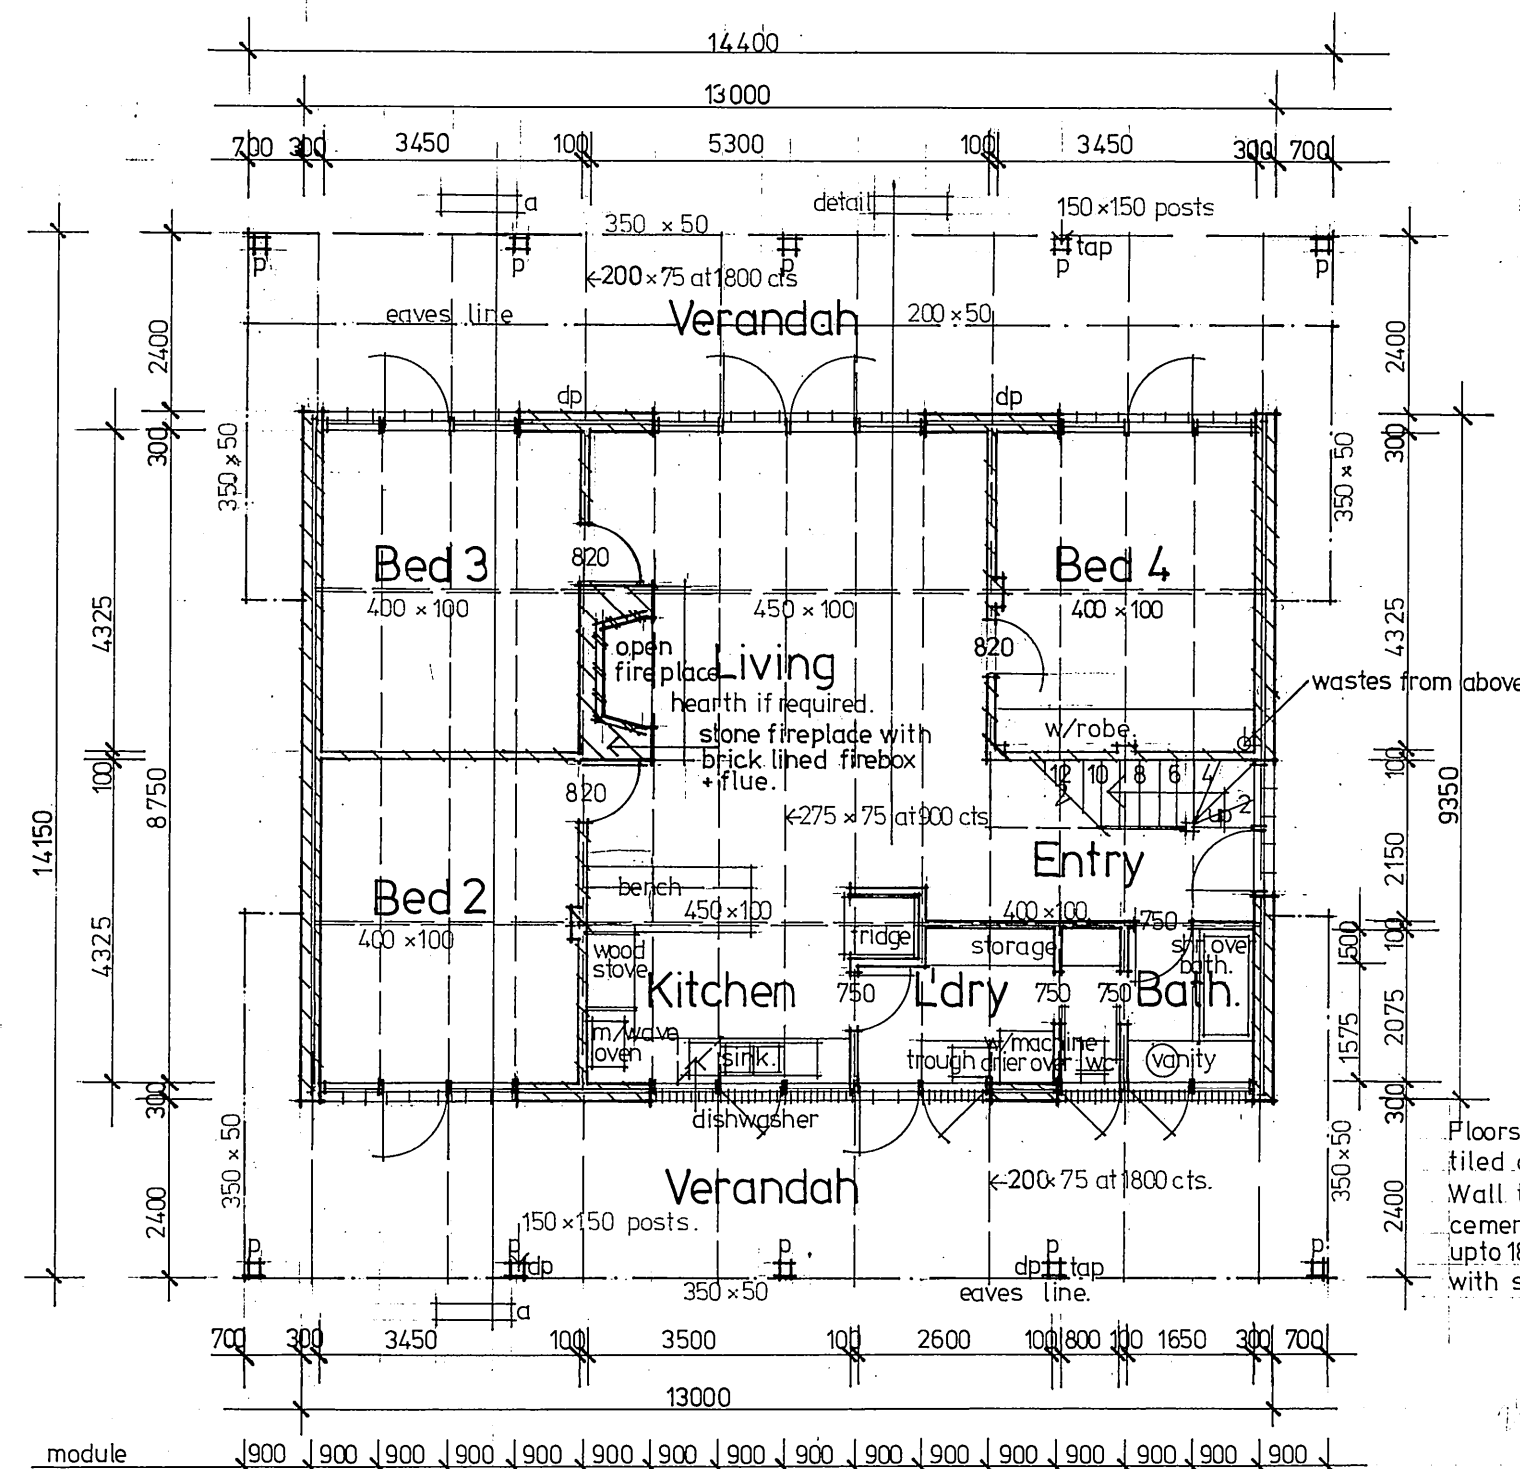 14400
13000
700 300 3450 100 5300 100 3450 300 700
a detail 150×150 posts
350 × 50
p p p p tap p
←200×75 at 1800 cts
eaves line Verandah 200×50
2400 2400
dp dp
300 300
350 × 50 350 × 50
820
Bed 3 Bed 4
400 × 100 450 × 100 400 × 100
4325 4325
open
fireplace Living 820
hearth if required. wastes from above
stone fireplace with w/robe.
brick lined firebox
+ flue.
12 10 8 6 4
up 2
100 100
820
14150 8750 9350
←275 × 75 at 900 cts
Entry 2150
Bed 2 bench
450×100 400×100 750
400 × 100
4325
fridge storage shr over
bath.
100 500
wood
stove
Kitchen L'dry Bath.
750 750 750
2075 1575
m/wave
oven
sink. trough w/machine
drier over wc vanity
300 300
dishwasher
350 × 50 350×50
Verandah ←200×75 at 1800 cts.
2400 2400
Floors
tiled
Wall
cemen
upto 18
with s
150×150 posts.
p p p p p
dp dp tap
350×50 eaves line.
a
700 300 3450 100 3500 100 2600 100 800 100 1650 300 700
13000
module 900 900 900 900 900 900 900 900 900 900 900 900 900 900 900 900